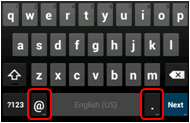 q w e r t y u i o p
a s d f g h j k l
z x c v b n m
?123 @ English (US) . Next